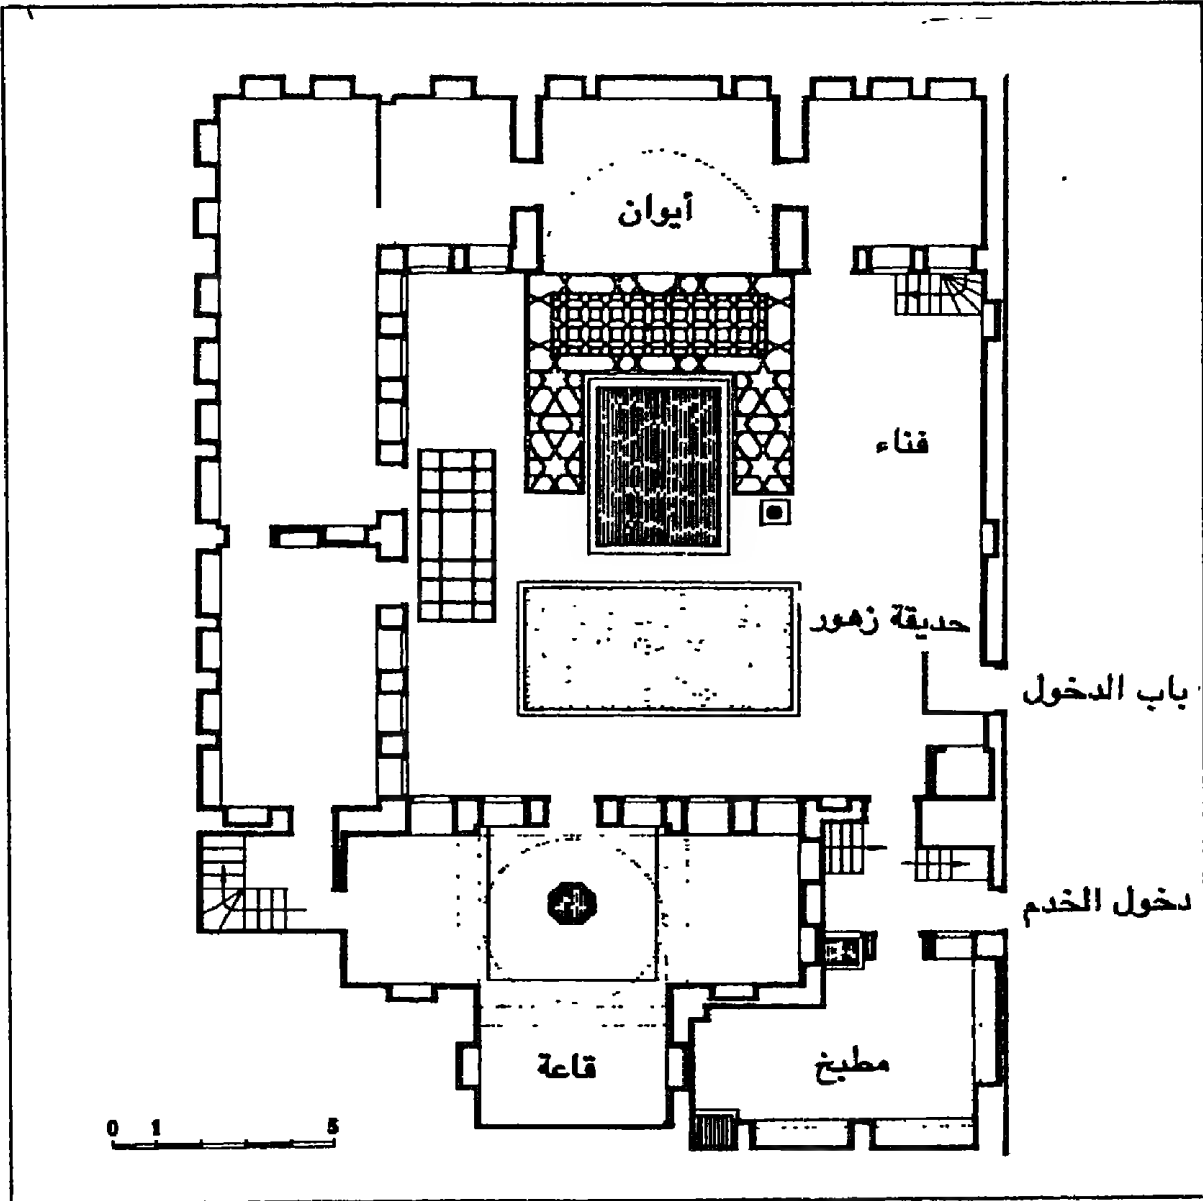 أيوان
فناء
حديقة زهور
باب الدخول
دخول الخدم
قاعة
مطبخ
0 1 5